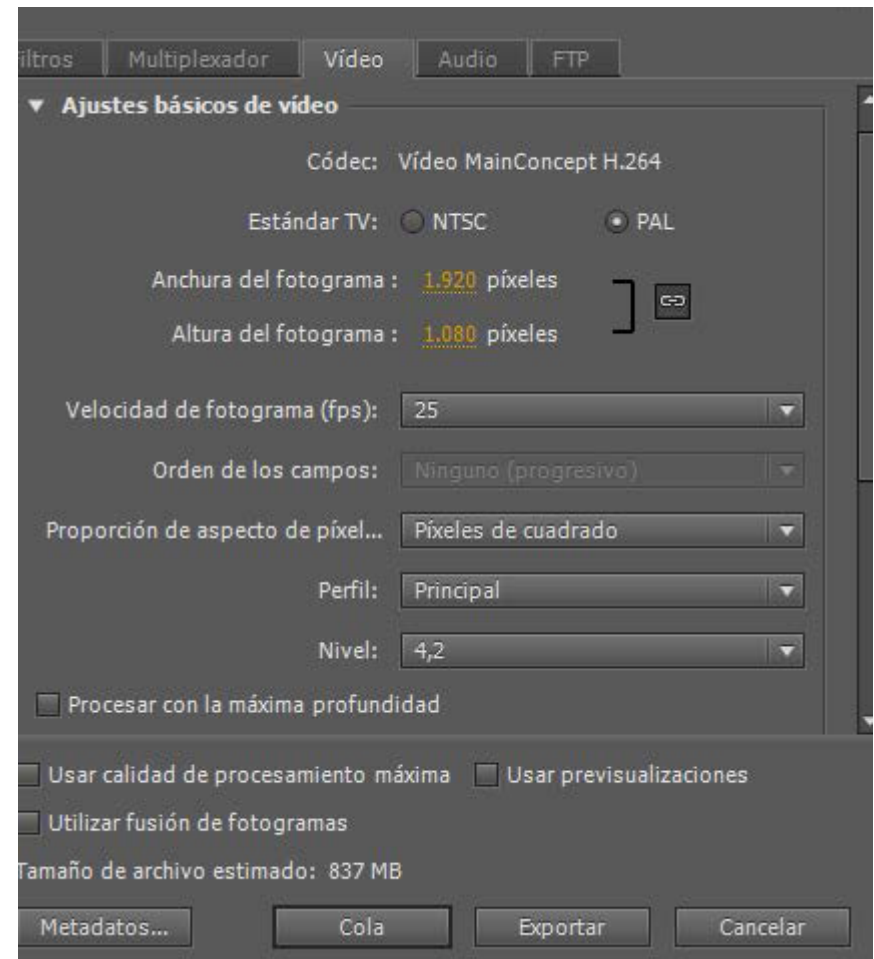 iltros Multiplexador Vídeo Audio FTP
Ajustes básicos de vídeo
Códec: Vídeo MainConcept H.264
Estándar TV: NTSC PAL
Anchura del fotograma : 1.920 píxeles
Altura del fotograma : 1.080 píxeles
Velocidad de fotograma (fps): 25
Orden de los campos: Ninguno (progresivo)
Proporción de aspecto de píxel... Píxeles de cuadrado
Perfil: Principal
Nivel: 4,2
Procesar con la máxima profundidad
Usar calidad de procesamiento máxima Usar previsualizaciones
Utilizar fusión de fotogramas
Tamaño de archivo estimado: 837 MB
Metadatos... Cola Exportar Cancelar